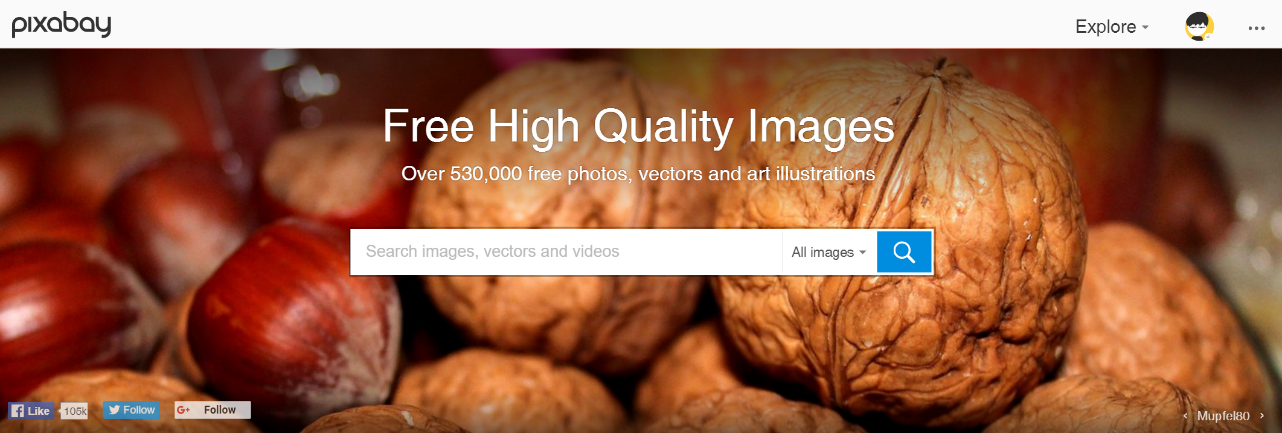 pixabay
Explore
Free High Quality Images
Over 530,000 free photos, vectors and art illustrations
Search images, vectors and videos
All images
Like
105k
Follow
G+ Follow
Mupfel80